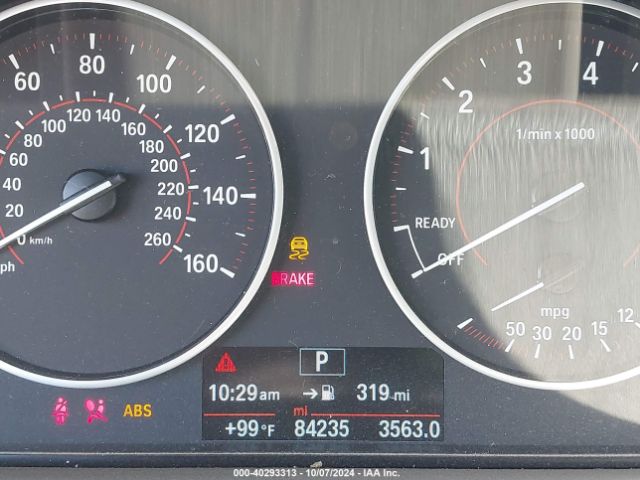 60 80 100 120 140 160
20 40 60 80 100 120 140 160 180 200 220 240 260
0 km/h
ph
1 2 3 4
1/min x 1000
READY
OFF
mpg
50 30 20 15 12
BRAKE
P
10:29 am → 319 mi
mi
+99 °F 84235 3563.0
ABS
000 - 40293313 - 10/07/2024 - IAA Inc.